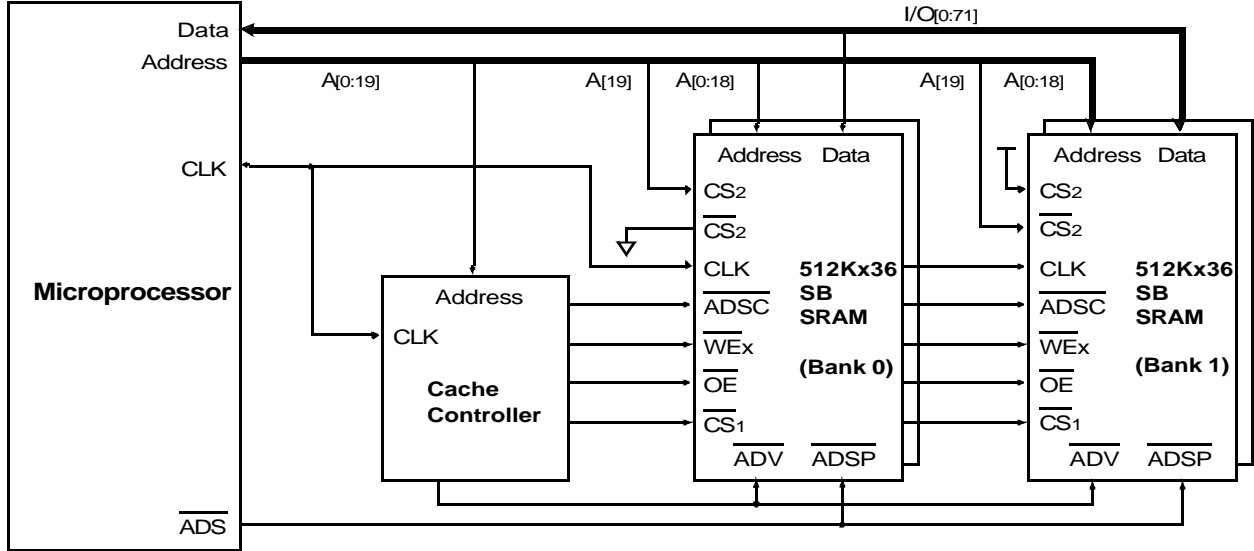 I/O[0:71]
Data
Address
A[0:19]
A[19]
A[0:18]
A[19]
A[0:18]
CLK
Microprocessor
ADS
Address
CLK
Cache
Controller
Address Data
CS2
CS2
CLK
ADSC
WEx
OE
CS1
ADV ADSP
512Kx36
SB
SRAM
(Bank 0)
Address Data
CS2
CS2
CLK
ADSC
WEx
OE
CS1
ADV ADSP
512Kx36
SB
SRAM
(Bank 1)